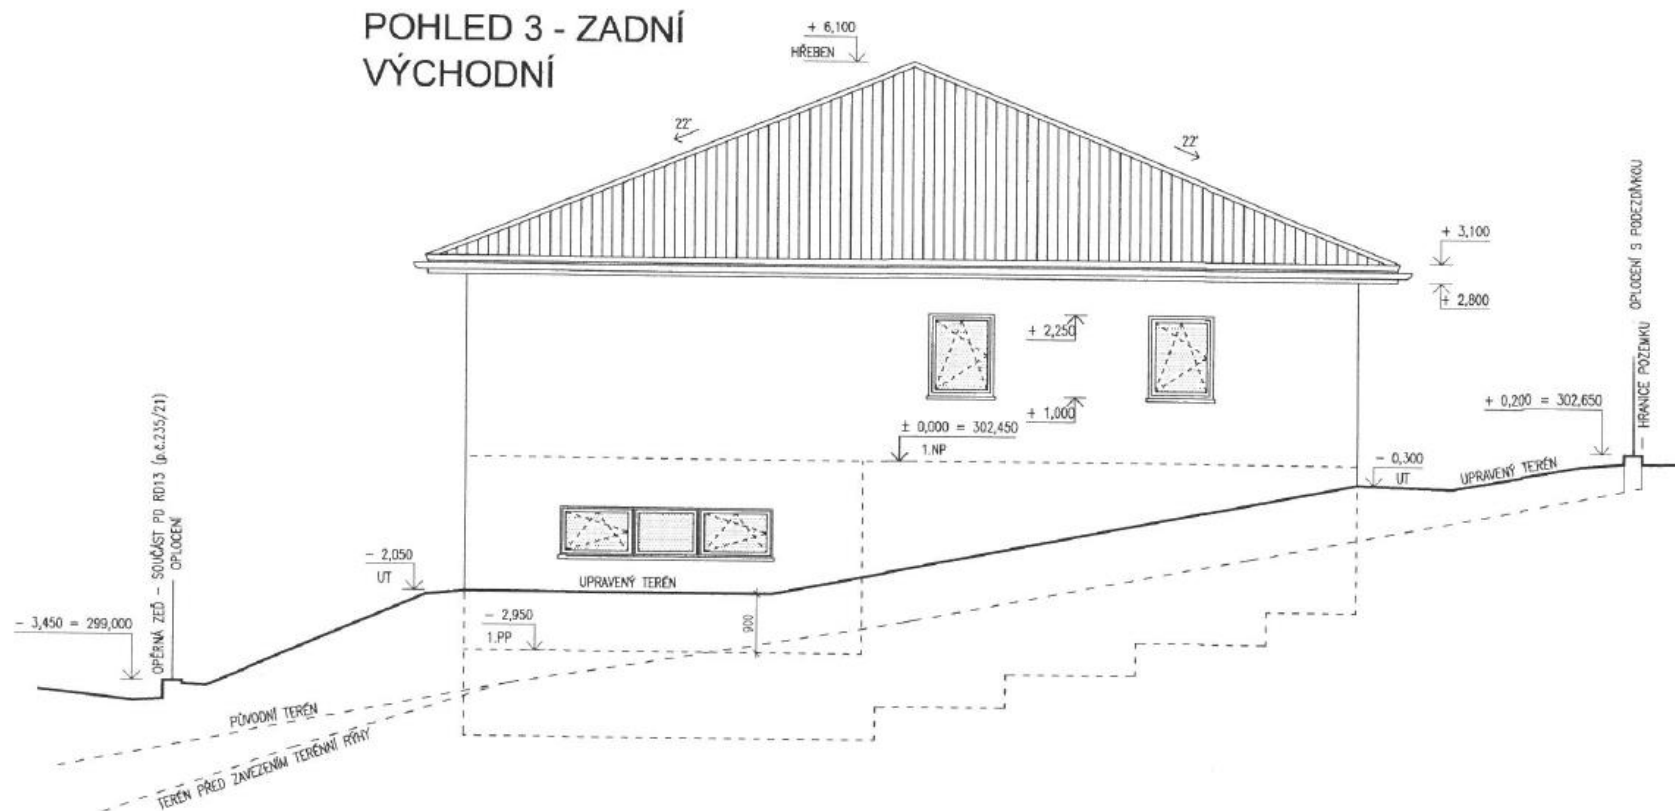 POHLED 3 - ZADNÍ
VÝCHODNÍ
+ 6,100
HŘEBEN
22°
22°
+ 3,100
+ 2,800
+ 2,250
+ 1,000
± 0,000 = 302,450
1.NP
+ 0,200 = 302,650
HRANICE POZEMKU
OPLOCENÍ S PODEZDÍVKOU
- 0,300
UT
UPRAVENÝ TERÉN
OPĚRNÁ ZEĎ - SOUČÁST PD RD13 (p.č.235/21)
OPLOCENÍ
- 2,050
UT
UPRAVENÝ TERÉN
- 3,450 = 299,000
- 2,950
1.PP
900
PŮVODNÍ TERÉN
TERÉN PŘED ZAVEZENÍM TERÉNNÍ RÝHY